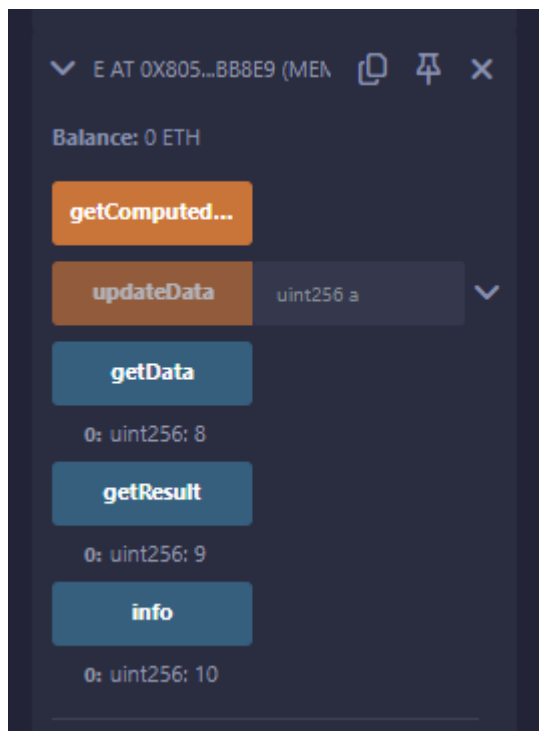 E AT 0X805...BB8E9 (MEM
Balance: 0 ETH
getComputed...
updateData uint256 a
getData
0: uint256: 8
getResult
0: uint256: 9
info
0: uint256: 10